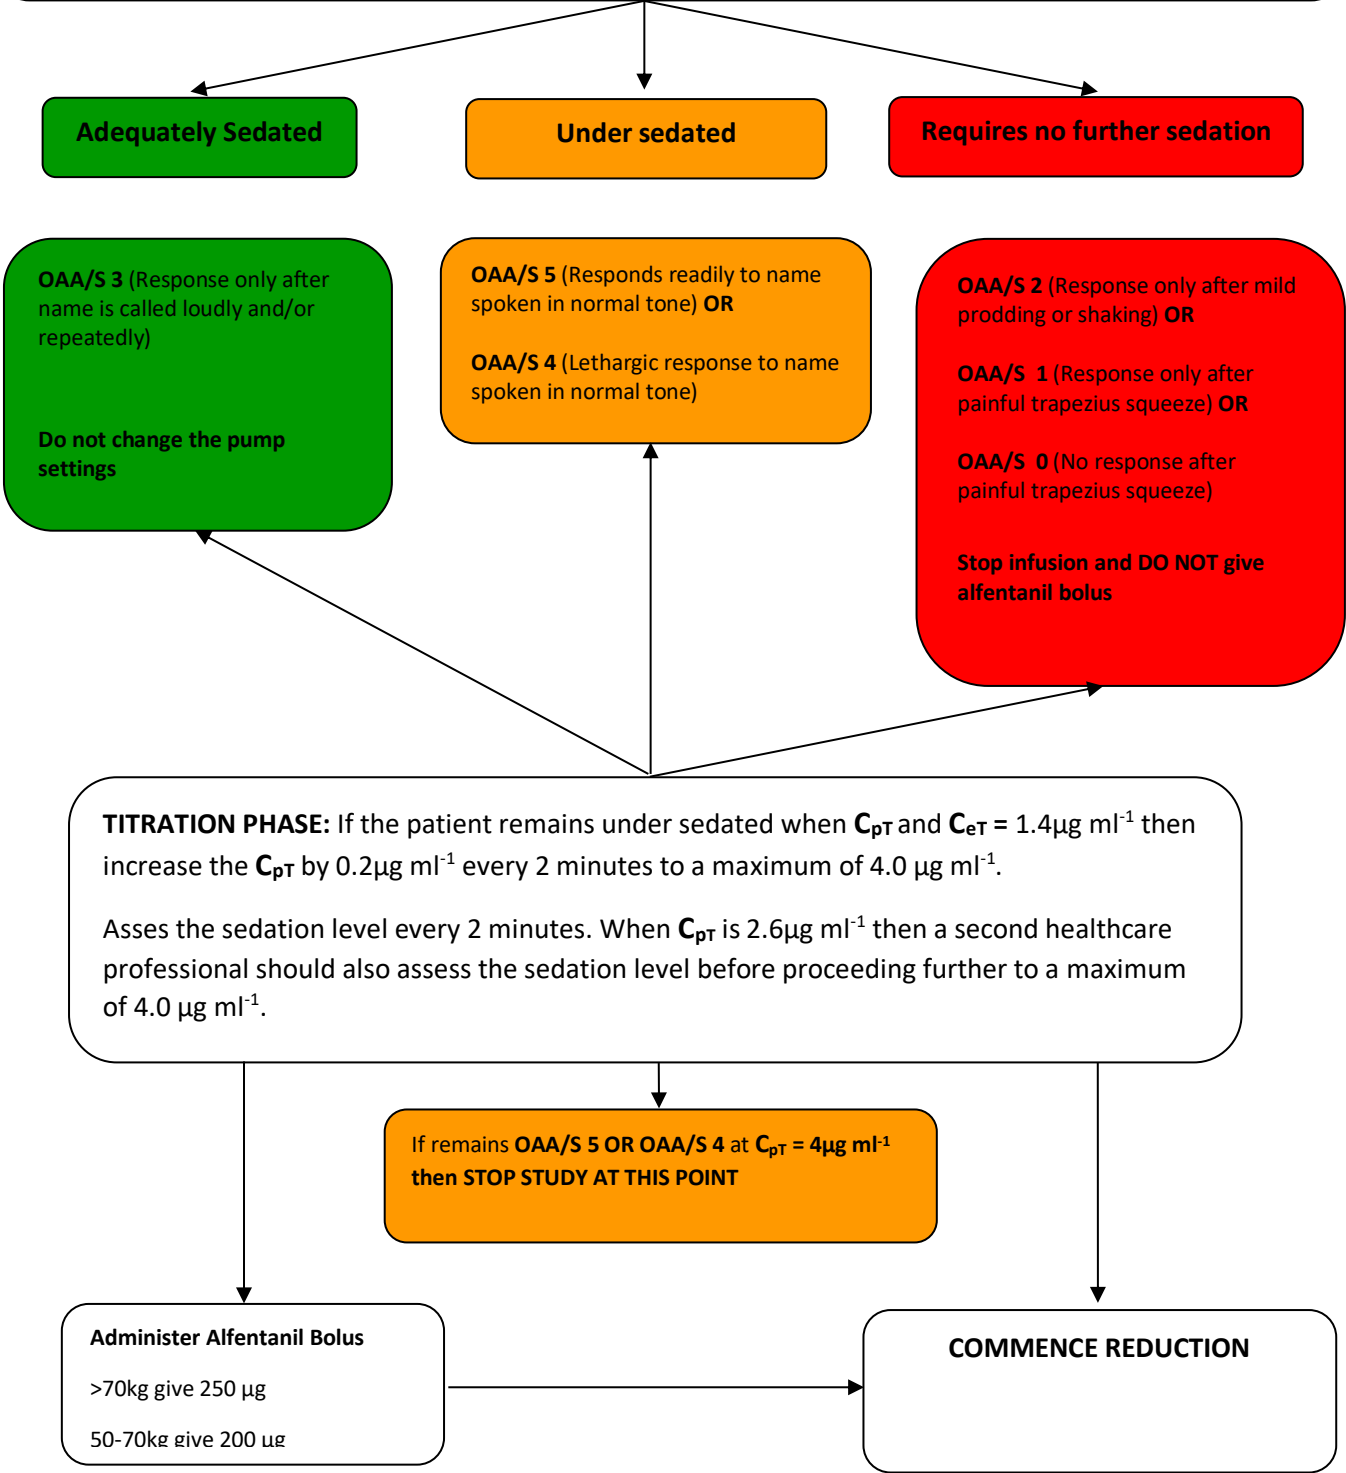 Adequately Sedated
Under sedated
Requires no further sedation
OAA/S 3 (Response only after
name is called loudly and/or
repeatedly)
Do not change the pump
settings
OAA/S 5 (Responds readily to name
spoken in normal tone) OR
OAA/S 4 (Lethargic response to name
spoken in normal tone)
OAA/S 2 (Response only after mild
prodding or shaking) OR
OAA/S 1 (Response only after
painful trapezius squeeze) OR
OAA/S 0 (No response after
painful trapezius squeeze)
Stop infusion and DO NOT give
alfentanil bolus
TITRATION PHASE: If the patient remains under sedated when CpT and CeT = 1.4µg ml-1 then
increase the CpT by 0.2µg ml-1 every 2 minutes to a maximum of 4.0 µg ml-1.
Asses the sedation level every 2 minutes. When CpT is 2.6µg ml-1 then a second healthcare
professional should also assess the sedation level before proceeding further to a maximum
of 4.0 µg ml-1.
If remains OAA/S 5 OR OAA/S 4 at CpT = 4µg ml-1
then STOP STUDY AT THIS POINT
Administer Alfentanil Bolus
>70kg give 250 µg
50-70kg give 200 µg
COMMENCE REDUCTION